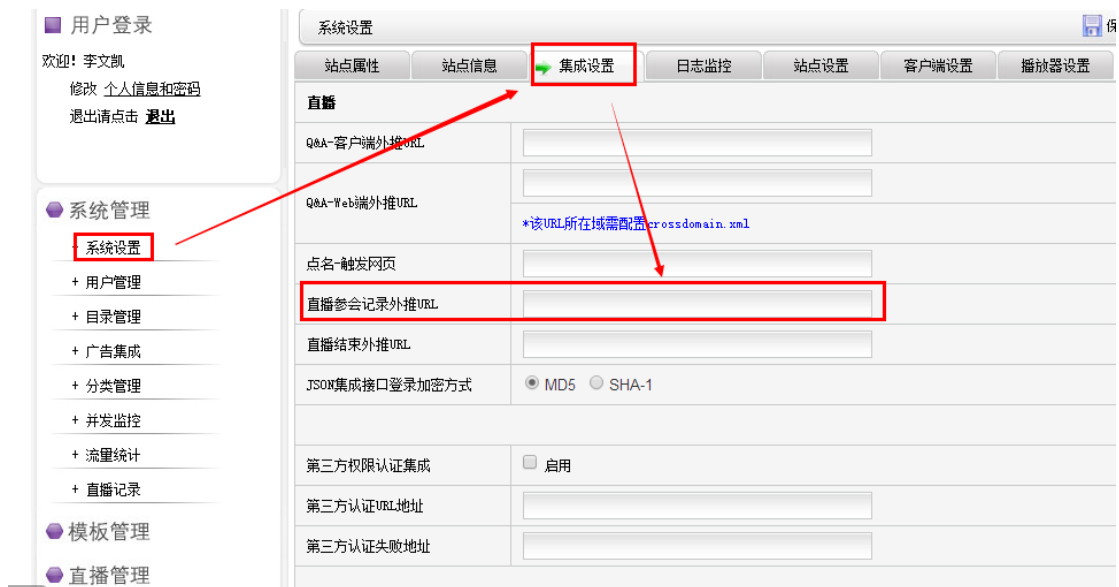 用户登录
欢迎! 李文凯
修改 个人信息和密码
退出请点击 退出
系统管理
系统设置
+ 用户管理
+ 目录管理
+ 广告集成
+ 分类管理
+ 并发监控
+ 流量统计
+ 直播记录
模板管理
直播管理
系统设置
站点属性 站点信息 集成设置 日志监控 站点设置 客户端设置 播放器设置
直播
Q&A-客户端外推URL
Q&A-Web端外推URL
*该URL所在域需配置crossdomain.xml
点名-触发网页
直播参会记录外推URL
直播结束外推URL
JSON集成接口登录加密方式 MD5 SHA-1
第三方权限认证集成 启用
第三方认证URL地址
第三方认证失败地址